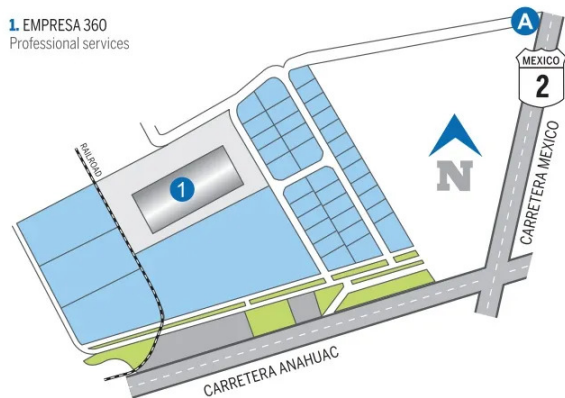 1. EMPRESA 360
Professional services
A
MEXICO
2
RAILROAD
1
N
CARRETERA MEXICO
CARRETERA ANAHUAC